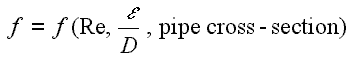 f = f (Re, ℰ/D, pipe cross - section)